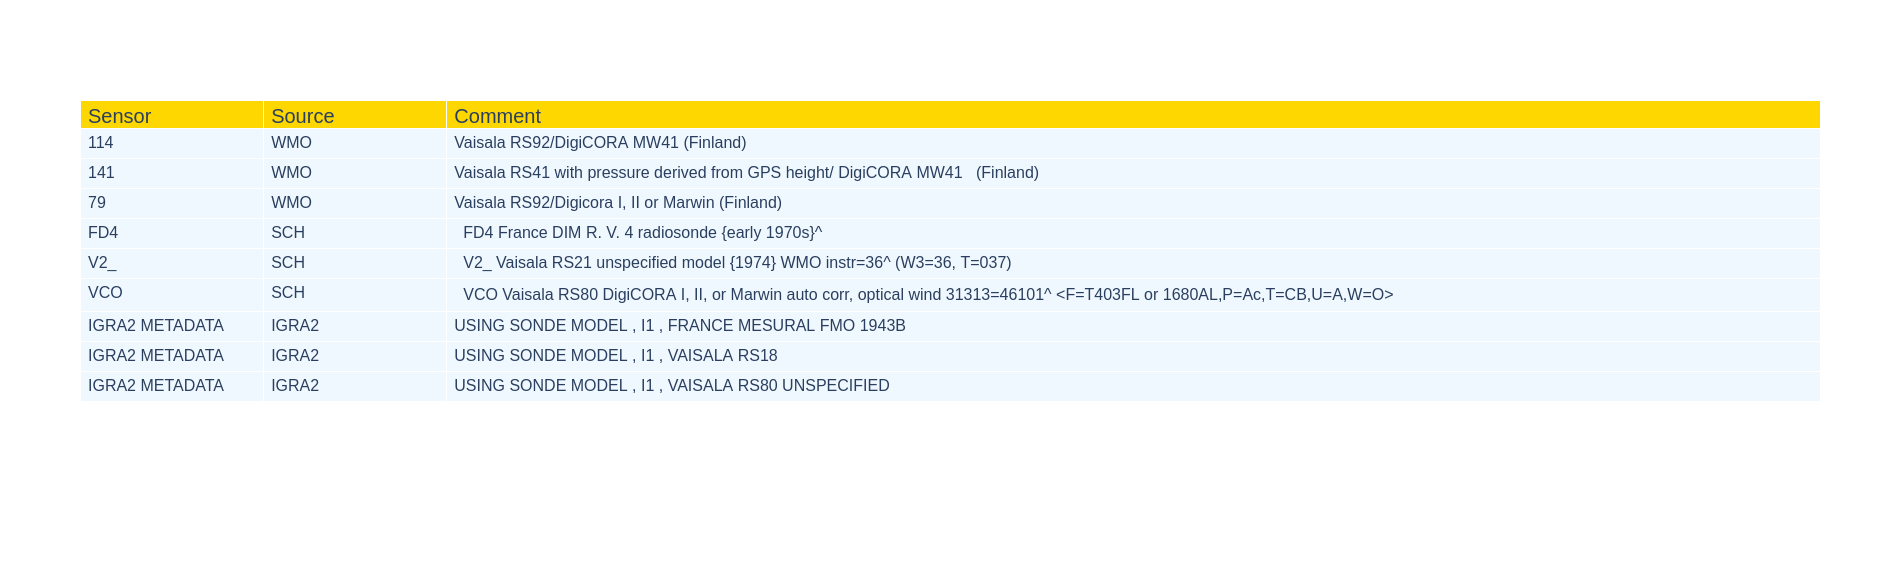 Sensor Source Comment
114 WMO Vaisala RS92/DigiCORA MW41 (Finland)
141 WMO Vaisala RS41 with pressure derived from GPS height/ DigiCORA MW41   (Finland)
79 WMO Vaisala RS92/Digicora I, II or Marwin (Finland)
FD4 SCH FD4 France DIM R. V. 4 radiosonde {early 1970s}^
V2_ SCH V2_ Vaisala RS21 unspecified model {1974} WMO instr=36^ (W3=36, T=037)
VCO SCH VCO Vaisala RS80 DigiCORA I, II, or Marwin auto corr, optical wind 31313=46101^ <F=T403FL or 1680AL,P=Ac,T=CB,U=A,W=O>
IGRA2 METADATA IGRA2 USING SONDE MODEL , I1 , FRANCE MESURAL FMO 1943B
IGRA2 METADATA IGRA2 USING SONDE MODEL , I1 , VAISALA RS18
IGRA2 METADATA IGRA2 USING SONDE MODEL , I1 , VAISALA RS80 UNSPECIFIED